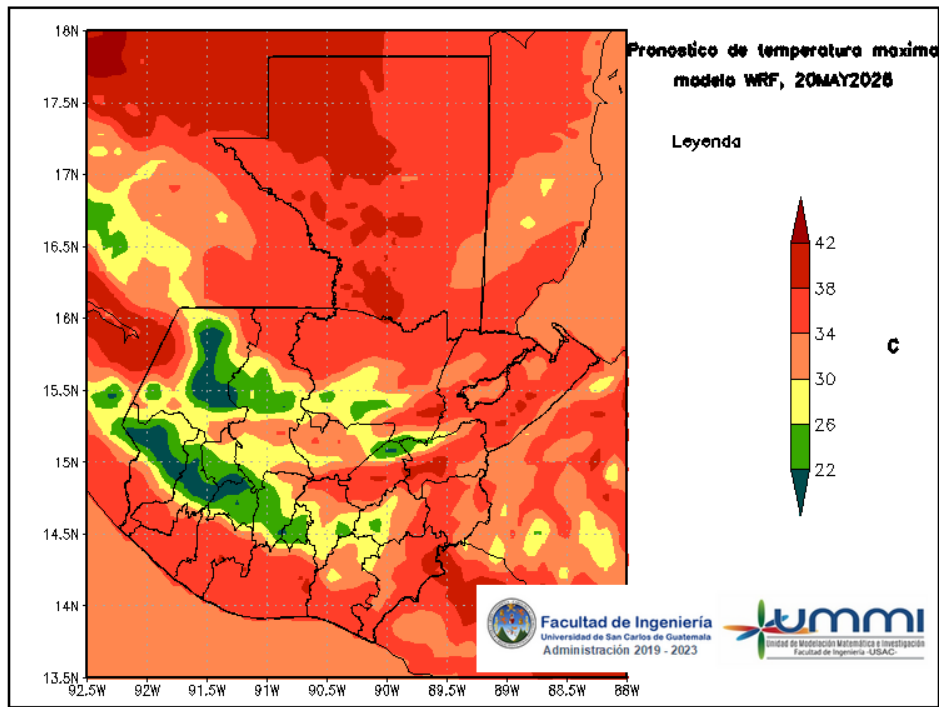 Pronostico de temperatura maxima
modelo WRF, 20MAY2026
Leyenda
18N
17.5N
17N
16.5N
16N
15.5N
15N
14.5N
14N
13.5N
92.5W
92W
91.5W
91W
90.5W
90W
89.5W
89W
88.5W
88W
42
38
34
30
26
22
C
Facultad de Ingeniería
Universidad de San Carlos de Guatemala
Administración 2019 - 2023
ummi
Unidad de Modelación Matemática e Investigación
Facultad de Ingeniería -USAC-